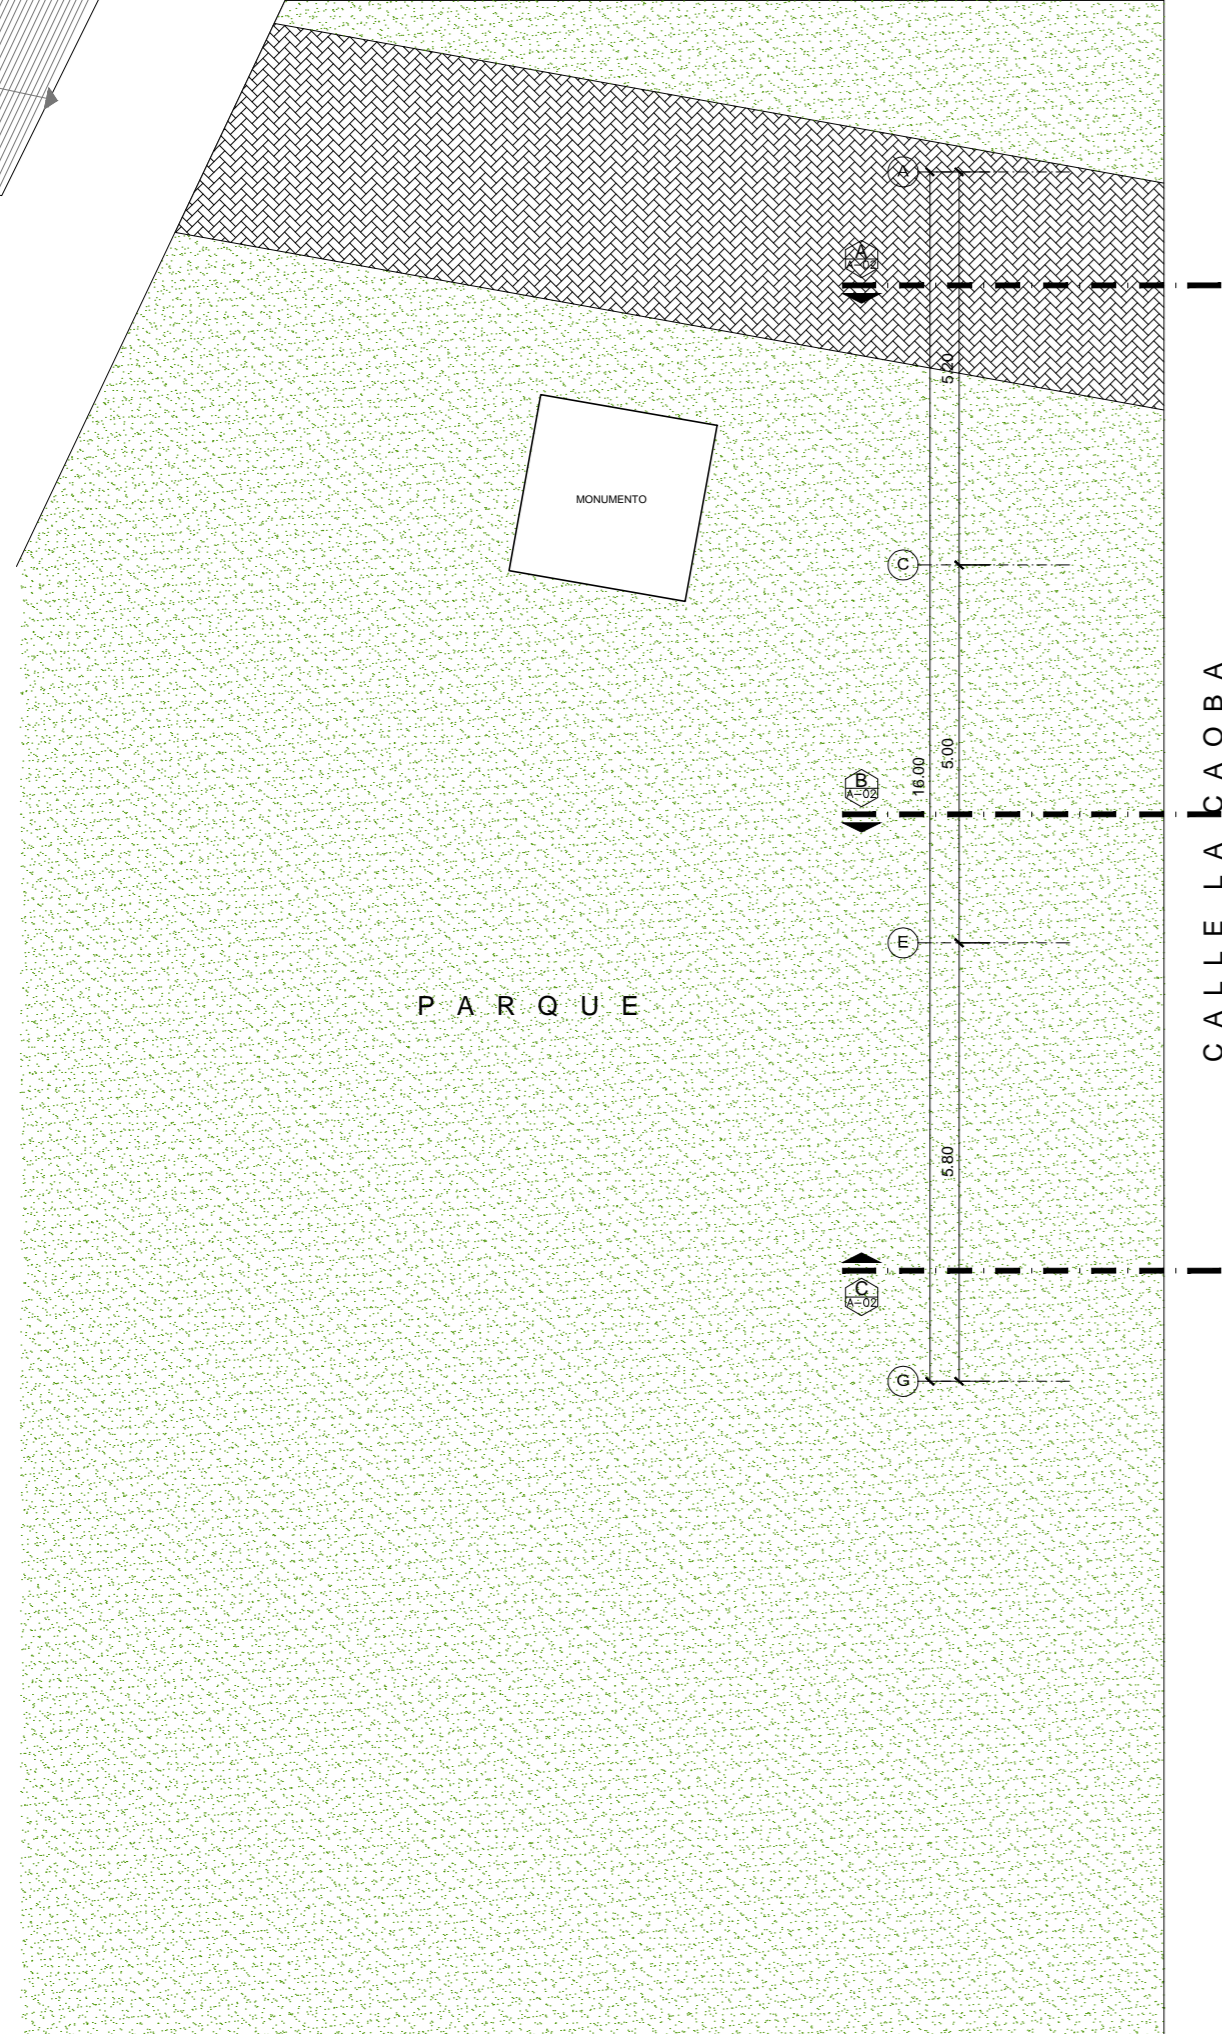 A
A
A-02
5.20
MONUMENTO
C
16.00
5.00
B
A-02
CALLE LA CAOBA
E
PARQUE
5.80
C
A-02
G